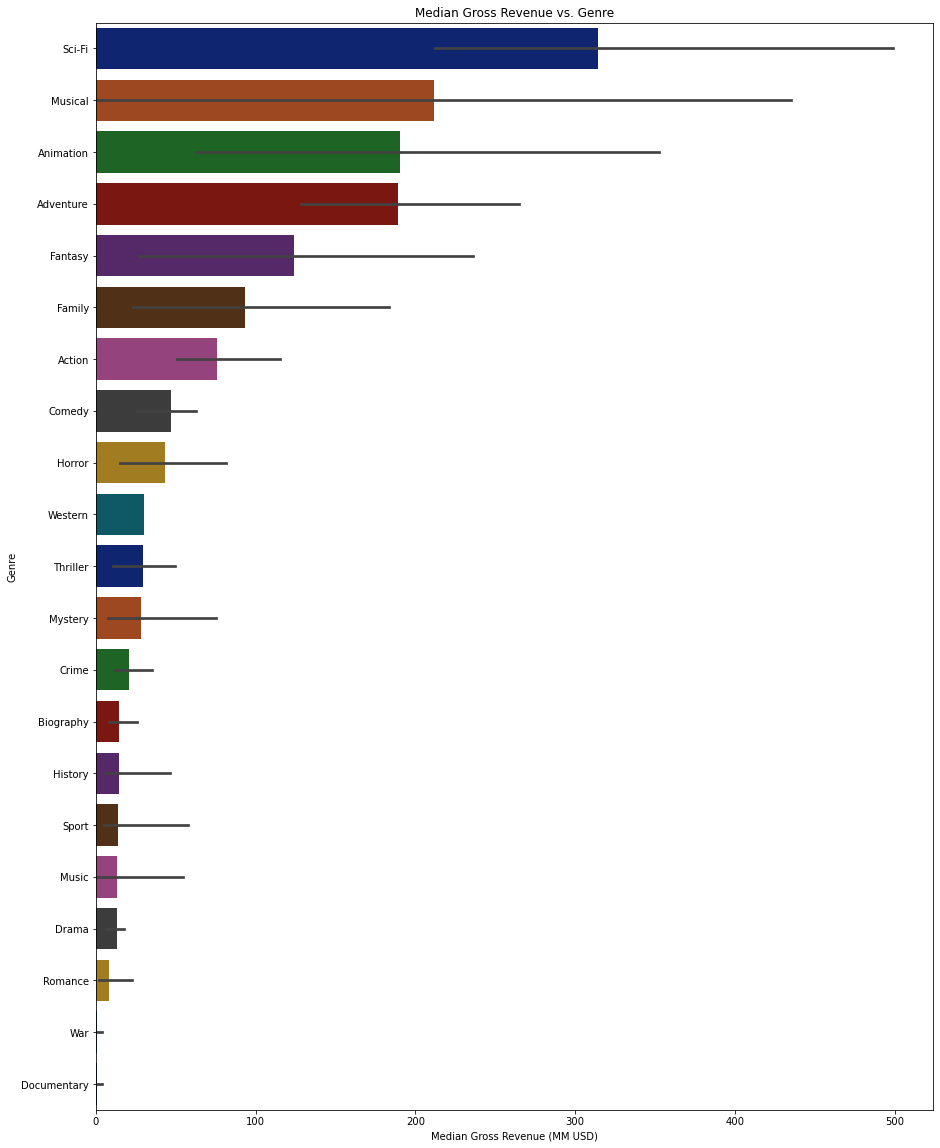 Median Gross Revenue vs. Genre
Sci-Fi
Musical
Animation
Adventure
Fantasy
Family
Action
Comedy
Horror
Western
Genre
Thriller
Mystery
Crime
Biography
History
Sport
Music
Drama
Romance
War
Documentary
0 100 200 300 400 500
Median Gross Revenue (MM USD)